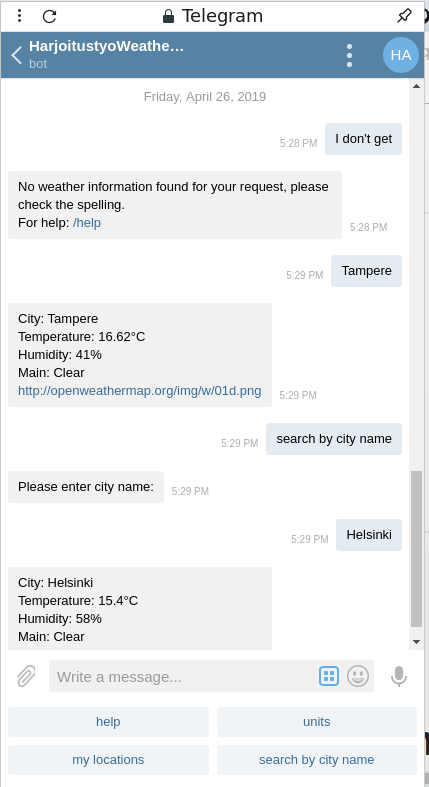 Telegram
HarjoitustyoWeathe...
bot
HA
Friday, April 26, 2019
I don't get
5:28 PM
No weather information found for your request, please
check the spelling.
For help: /help
5:28 PM
Tampere
5:29 PM
City: Tampere
Temperature: 16.62°C
Humidity: 41%
Main: Clear
http://openweathermap.org/img/w/01d.png
5:29 PM
search by city name
5:29 PM
Please enter city name:
5:29 PM
Helsinki
5:29 PM
City: Helsinki
Temperature: 15.4°C
Humidity: 58%
Main: Clear
Write a message...
help
units
my locations
search by city name